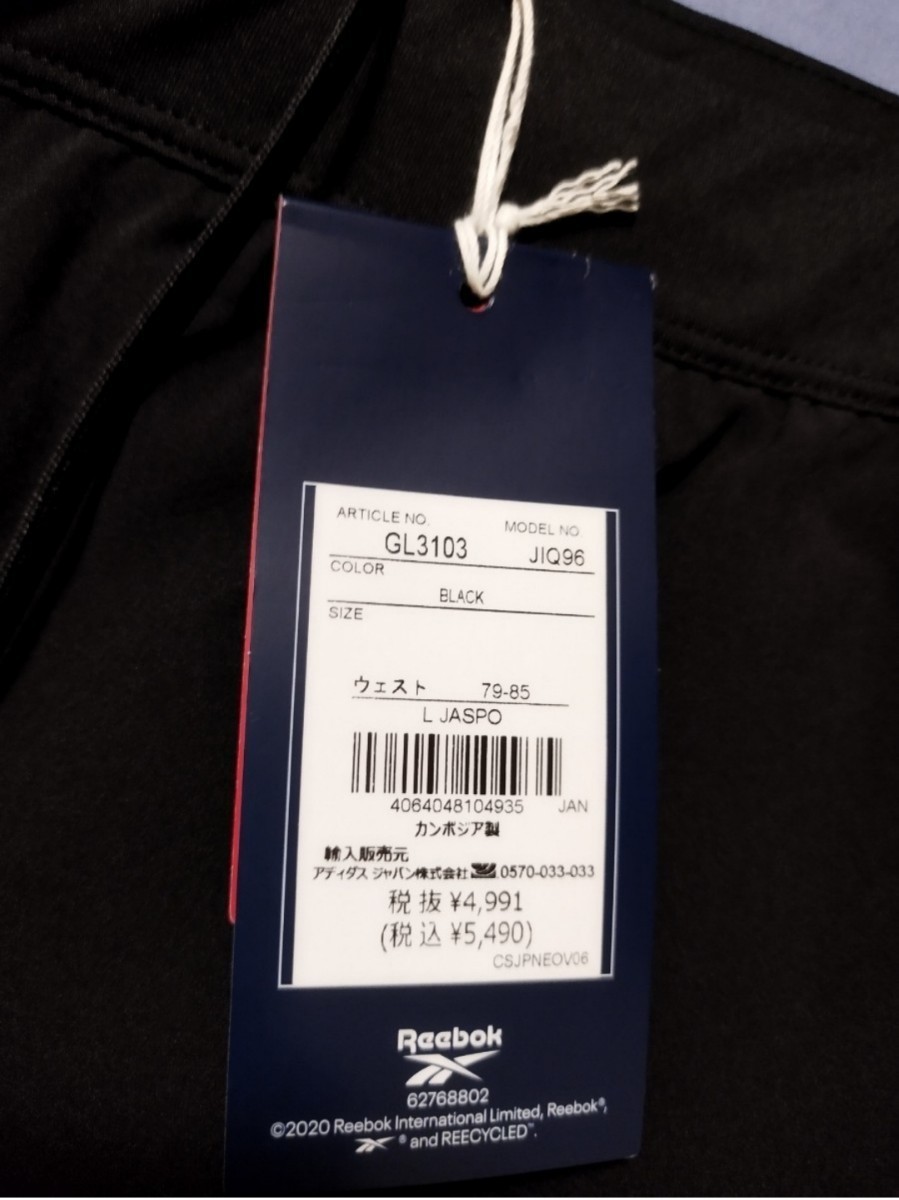 ARTICLE NO. MODEL NO
GL3103 JIQ96
COLOR
BLACK
SIZE
ウェスト 79-85
L JASPO
4064048104935 JAN
カンボジア製
輸入販売元
アディダス ジャパン株式会社 0570-033-033
税抜 ¥4,991
(税込 ¥5,490)
CSJPNEOV06
Reebok
62768802
©2020 Reebok International Limited, Reebok®,
® and REECYCLED™.